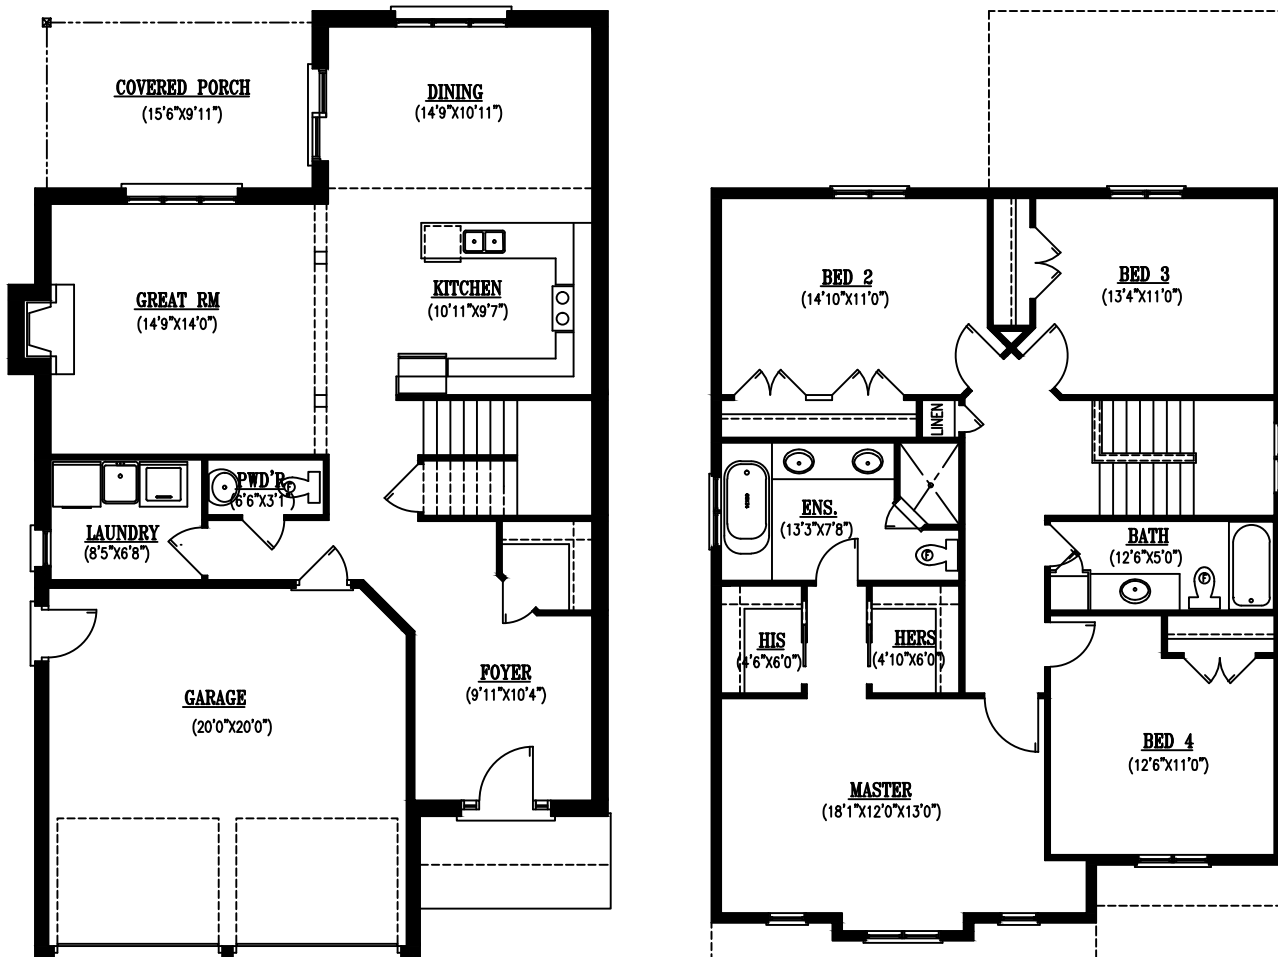 COVERED PORCH
(15'6"X9'11")
DINING
(14'9"X10'11")
GREAT RM
(14'9"X14'0")
KITCHEN
(10'11"X9'7")
PWD'R
(6'6"X3'1")
F
LAUNDRY
(8'5"X6'8")
FOYER
(9'11"X10'4")
GARAGE
(20'0"X20'0")
BED 2
(14'10"X11'0")
BED 3
(13'4"X11'0")
LINEN
ENS.
(13'3"X7'8")
F
BATH
(12'6"X5'0")
F
HIS
(4'6"X6'0")
HERS
(4'10"X6'0")
BED 4
(12'6"X11'0")
MASTER
(18'1"X12'0"X13'0")